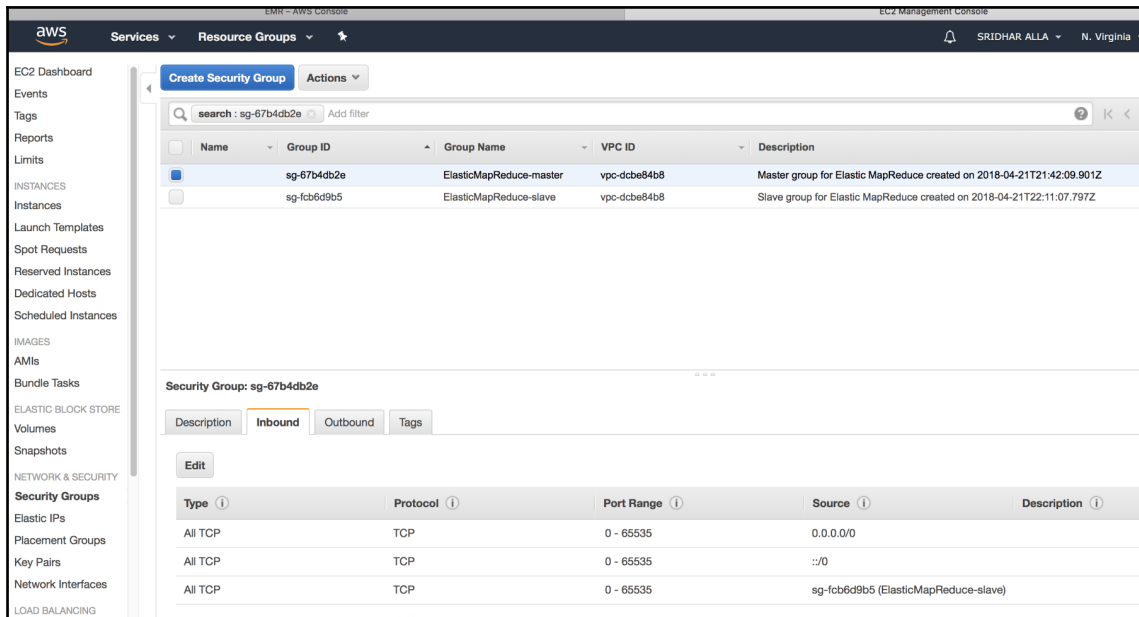 EMR – AWS Console
EC2 Management Console
aws
Services
Resource Groups
SRIDHAR ALLA
N. Virginia
EC2 Dashboard
Events
Tags
Reports
Limits
INSTANCES
Instances
Launch Templates
Spot Requests
Reserved Instances
Dedicated Hosts
Scheduled Instances
IMAGES
AMIs
Bundle Tasks
ELASTIC BLOCK STORE
Volumes
Snapshots
NETWORK & SECURITY
Security Groups
Elastic IPs
Placement Groups
Key Pairs
Network Interfaces
LOAD BALANCING
Create Security Group Actions
search : sg-67b4db2e Add filter
Name Group ID Group Name VPC ID Description
sg-67b4db2e ElasticMapReduce-master vpc-dcbe84b8 Master group for Elastic MapReduce created on 2018-04-21T21:42:09.901Z
sg-fcb6d9b5 ElasticMapReduce-slave vpc-dcbe84b8 Slave group for Elastic MapReduce created on 2018-04-21T22:11:07.797Z
Security Group: sg-67b4db2e
Description Inbound Outbound Tags
Edit
Type Protocol Port Range Source Description
All TCP TCP 0 - 65535 0.0.0.0/0
All TCP TCP 0 - 65535 ::/0
All TCP TCP 0 - 65535 sg-fcb6d9b5 (ElasticMapReduce-slave)